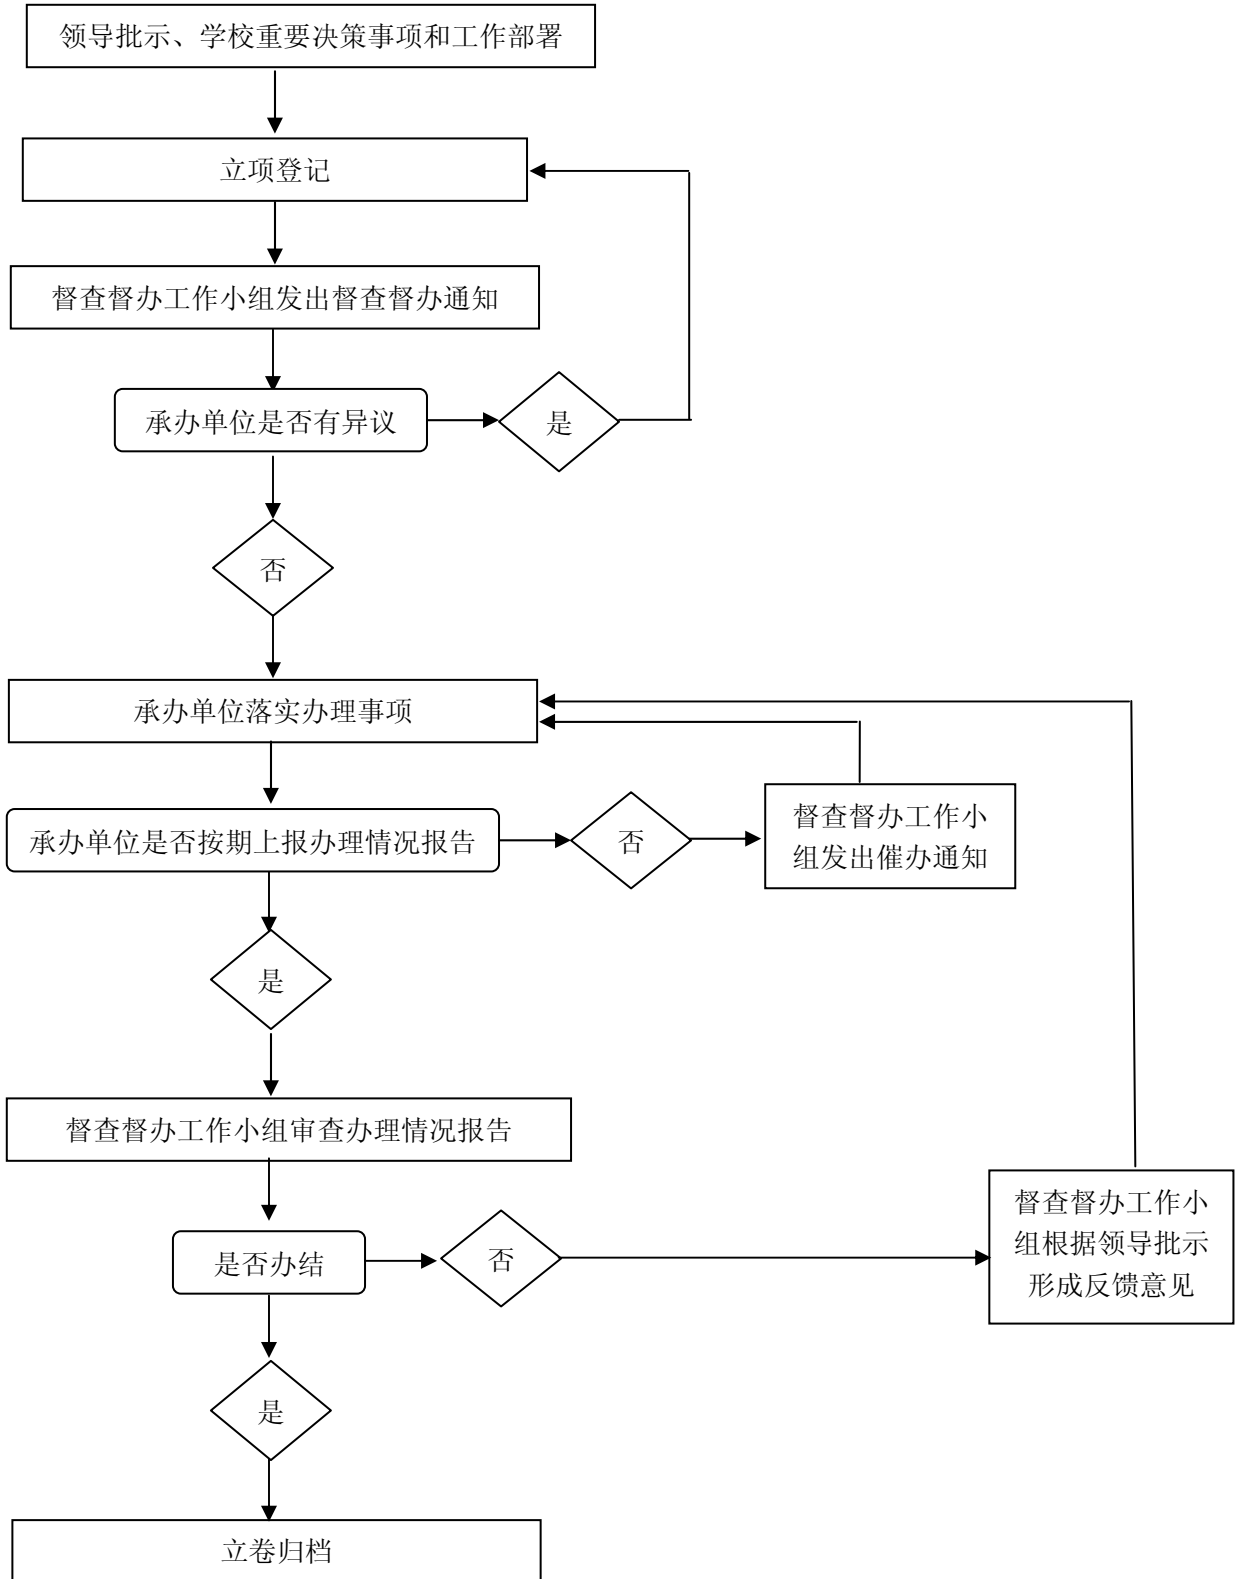 领导批示、学校重要决策事项和工作部署
立项登记
督查督办工作小组发出督查督办通知
承办单位是否有异议
是
否
承办单位落实办理事项
承办单位是否按期上报办理情况报告
否
督查督办工作小
组发出催办通知
是
督查督办工作小组审查办理情况报告
是否办结
否
督查督办工作小
组根据领导批示
形成反馈意见
是
立卷归档